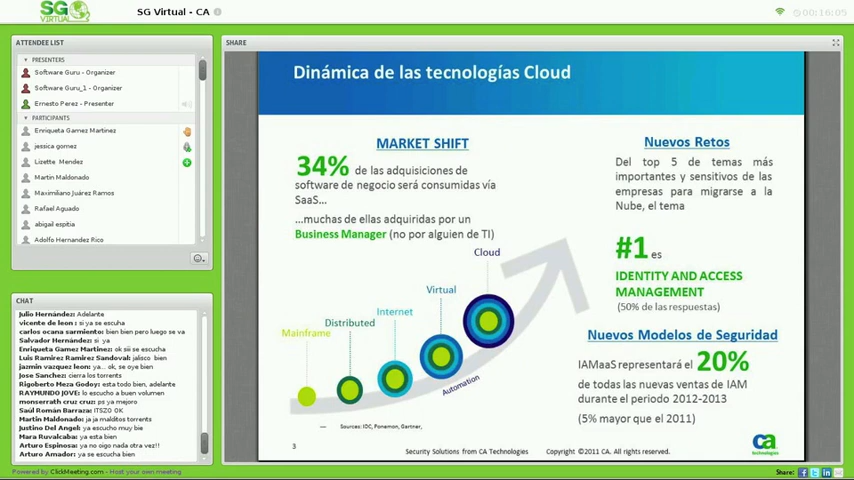 SG
VIRTUAL
SG Virtual - CA
00:16:05
ATTENDEE LIST
PRESENTERS
Software Guru - Organizer
Software Guru_1 - Organizer
Ernesto Perez - Presenter
PARTICIPANTS
Enriqueta Gamez Martinez
jessica gomez
Lizette Mendez
Martin Maldonado
Maximiliano Juárez Ramos
Rafael Aguado
abigail espitia
Adolfo Hernandez Rico
CHAT
Julio Hernández: Adelante
vicente de leon: si ya se escucha
carlos ocana sarmiento: bien bien pero luego se va
Salvador Hernández: si ya
Enriqueta Gamez Martinez: ok siii se escucha
Luis Ramirez Ramirez Sandoval: jalisco bien
jazmin vazquez leon: ya... ok, se oye bien
Jose Sanchez: cierra los torrents
Rigoberto Meza Godoy: esta todo bien, adelante
RAYMUNDO JOVE: lo escucho a buen volumen
monserrath cruz cruz: ps ya mejoro
Saúl Román Barraza: ITSZO OK
Martin Maldonado: ja ja malditos torrents
Justino Del Angel: ya escucho muy bie
Mara Ruvalcaba: ya esta bien
Arturo Espinosa: ya no oigo nada otra vez!!
Arturo Amador: ya se escucha bien
SHARE
Dinámica de las tecnologías Cloud
MARKET SHIFT
34% de las adquisiciones de
software de negocio será consumidas vía
SaaS...
...muchas de ellas adquiridas por un
Business Manager (no por alguien de TI)
Cloud
Virtual
Internet
Distributed
Mainframe
Automation
Nuevos Retos
Del top 5 de temas más
importantes y sensitivos de las
empresas para migrarse a la
Nube, el tema
#1 es
IDENTITY AND ACCESS
MANAGEMENT
(50% de las respuestas)
Nuevos Modelos de Seguridad
IAMaaS representará el 20%
de todas las nuevas ventas de IAM
durante el periodo 2012-2013
(5% mayor que el 2011)
— Sources: IDC, Ponemon, Gartner,
3
Security Solutions from CA Technologies Copyright ©2011 CA. All rights reserved.
ca
technologies
Powered by ClickMeeting.com - Host your own meeting
Share: